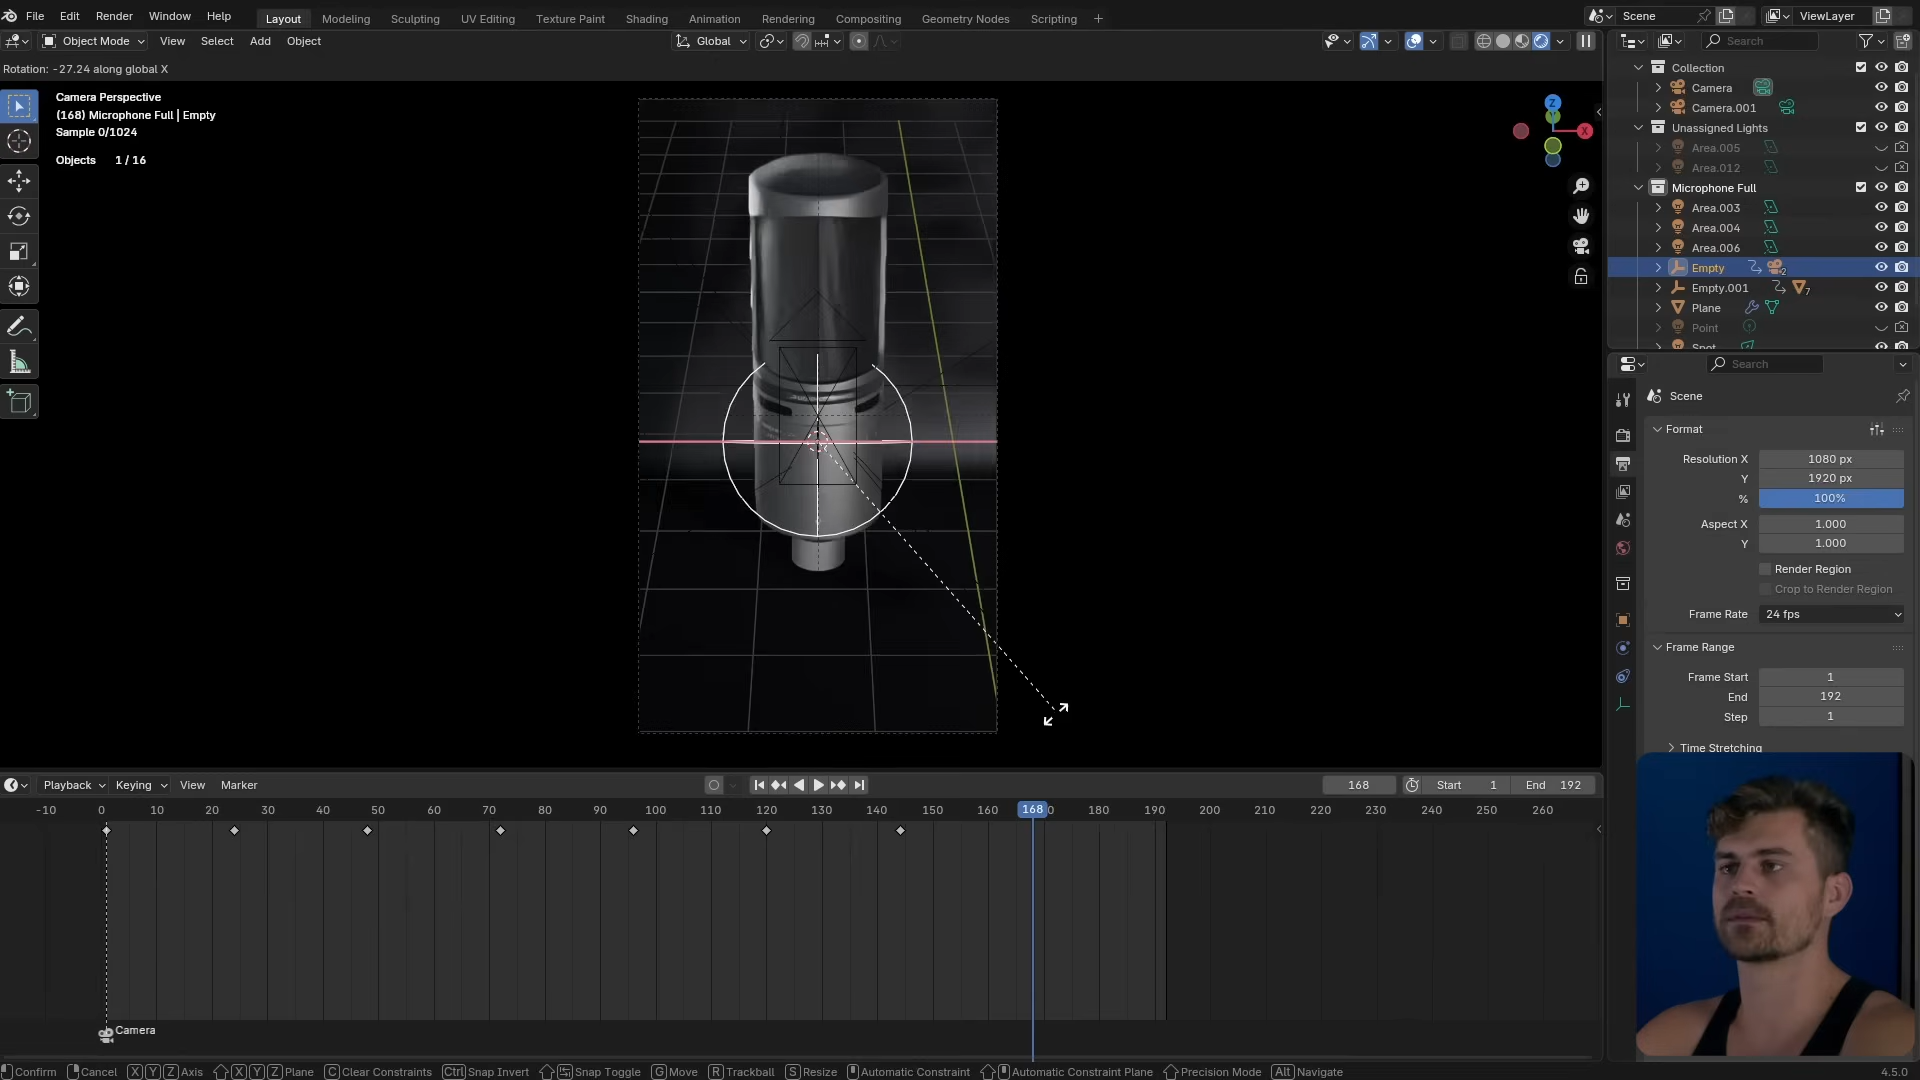 File Edit Render Window Help
Layout Modeling Sculpting UV Editing Texture Paint Shading Animation Rendering Compositing Geometry Nodes Scripting
Scene
ViewLayer
Object Mode View Select Add Object
Global
Search
Rotation: -27.24 along global X
Camera Perspective
(168) Microphone Full | Empty
Sample 0/1024
Objects 1 / 16
Z
X
Collection
Camera
Camera.001
Unassigned Lights
Area.005
Area.012
Microphone Full
Area.003
Area.004
Area.006
Empty
2
Empty.001
7
Plane
Point
Spot
Search
Scene
Format
Resolution X 1080 px
Y 1920 px
% 100%
Aspect X 1.000
Y 1.000
Render Region
Crop to Render Region
Frame Rate 24 fps
Frame Range
Frame Start 1
End 192
Step 1
Time Stretching
Playback Keying View Marker
168
Start 1
End 192
-10 0 10 20 30 40 50 60 70 80 90 100 110 120 130 140 150 160 168 0 180 190 200 210 220 230 240 250 260
Camera
Confirm Cancel X Y Z Axis X Y Z Plane C Clear Constraints Ctrl Snap Invert Snap Toggle G Move R Trackball S Resize Automatic Constraint Automatic Constraint Plane Precision Mode Alt Navigate
4.5.0